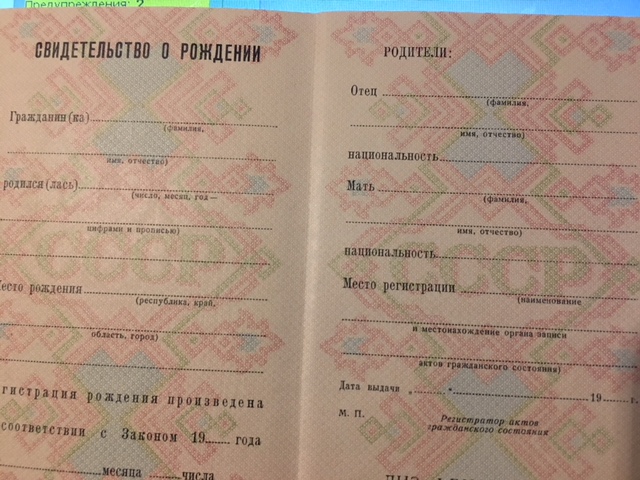 Предупреждения: 2
СВИДЕТЕЛЬСТВО О РОЖДЕНИИ
Гражданин(ка)
(фамилия,
имя, отчество)
родился(лась)
(число, месяц, год—
цифрами и прописью)
Место рождения
(республика, край,
область, город)
гистрация рождения произведена
соответствии с Законом 19 года
месяца числа
РОДИТЕЛИ:
Отец
(фамилия,
имя, отчество)
национальность
Мать
(фамилия,
имя, отчество)
национальность
СССР
Место регистрации
(наименование
и местонахождение органа записи
актов гражданского состояния)
Дата выдачи „ “ 19 г.
М. П.
Регистратор актов
гражданского состояния